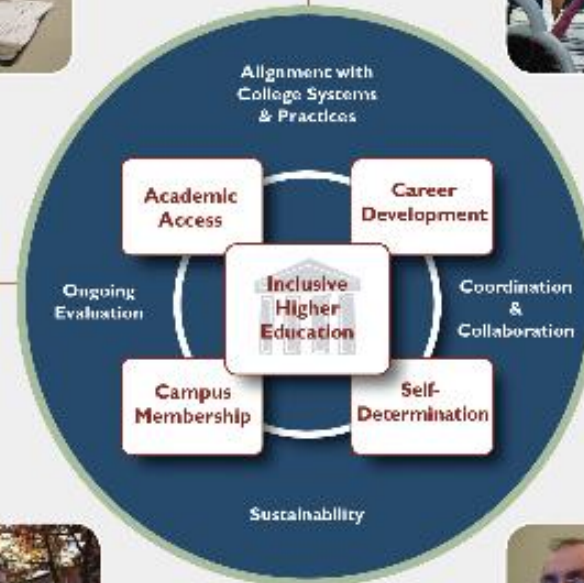 Alignment with
College Systems
& Practices
Academic
Access
Career
Development
Ongoing
Evaluation
Inclusive
Higher
Education
Coordination
&
Collaboration
Campus
Membership
Self-
Determination
Sustainability